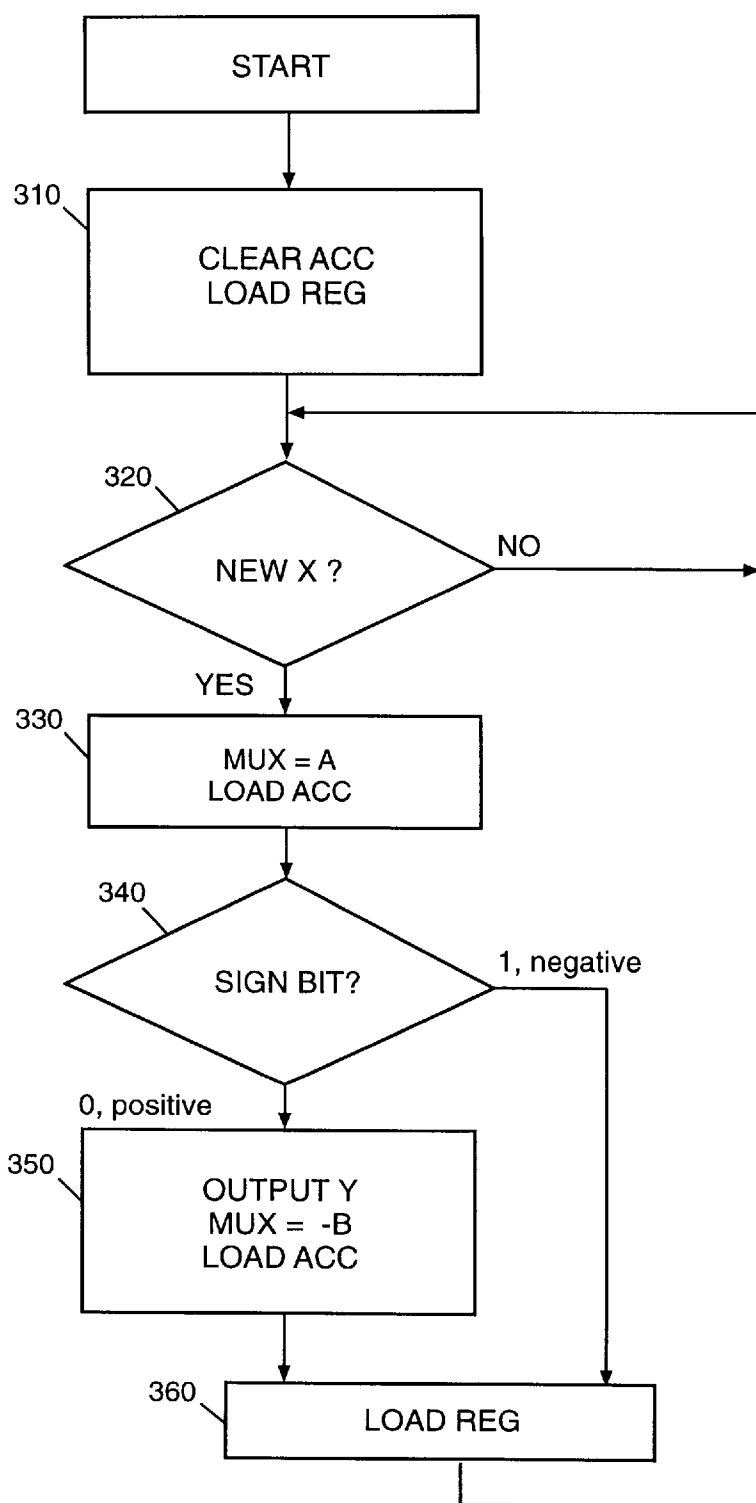 START
310
CLEAR ACC
LOAD REG
320
NEW X ?
NO
YES
330
MUX = A
LOAD ACC
340
SIGN BIT?
1, negative
0, positive
350
OUTPUT Y
MUX = -B
LOAD ACC
360
LOAD REG